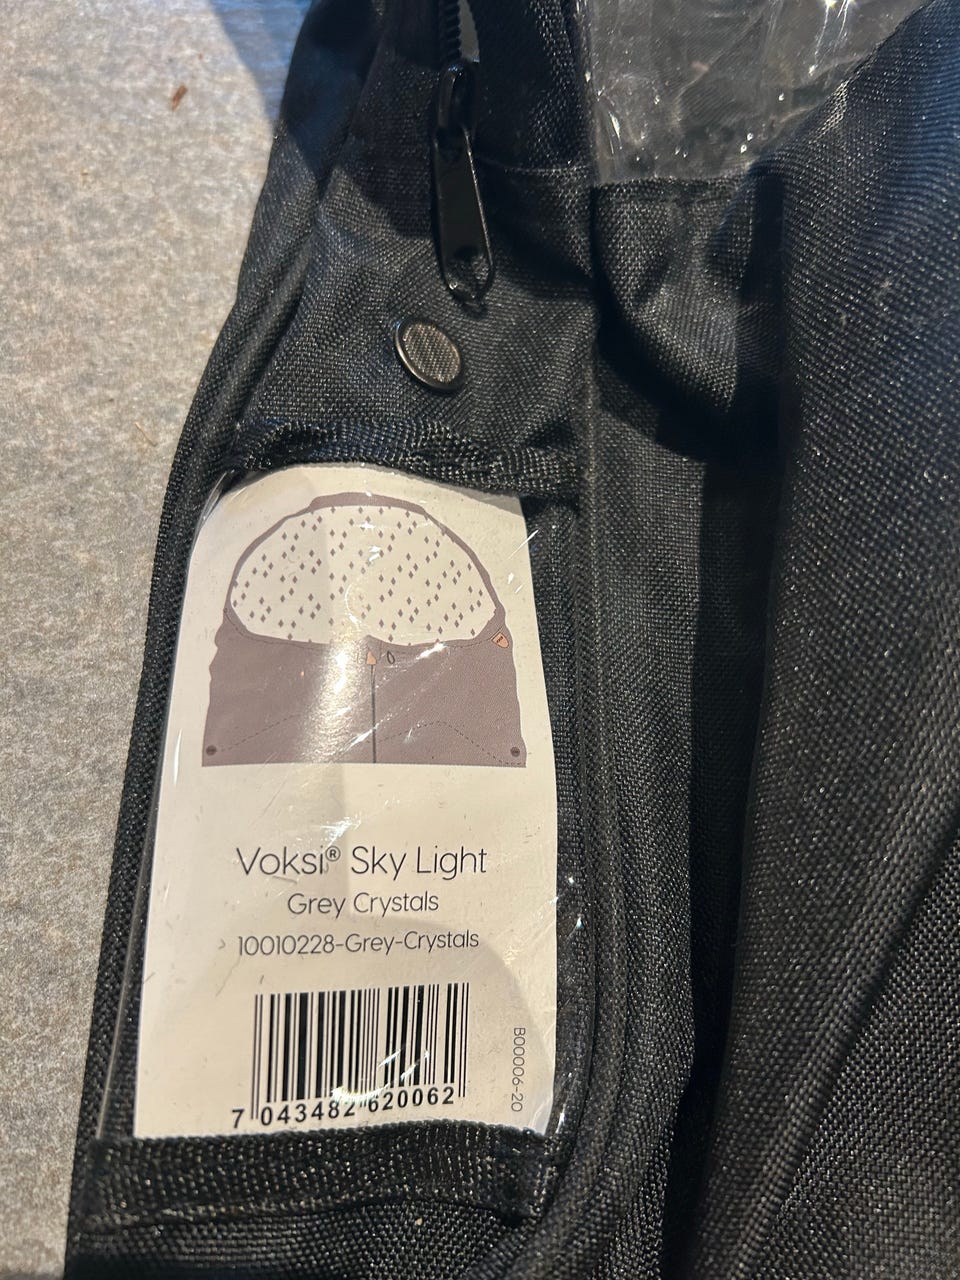 Voksi® Sky Light
Grey Crystals
10010228-Grey-Crystals
7 043482 620062
B00006-20